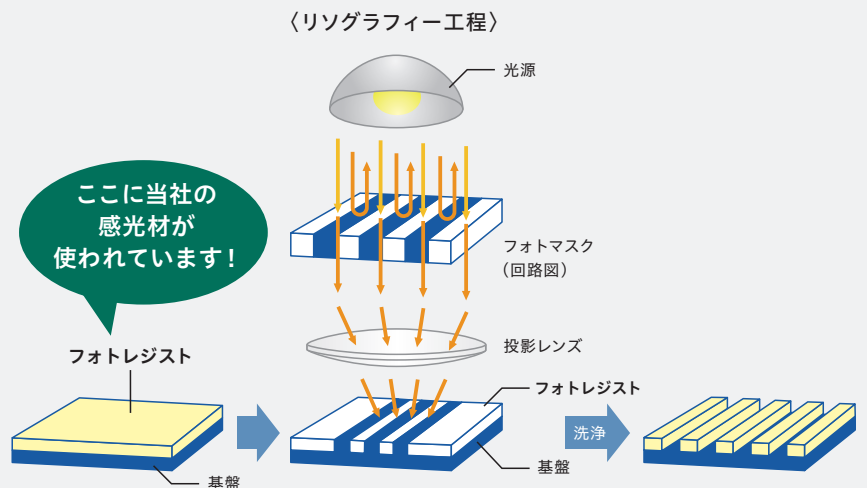 〈リソグラフィー工程〉
光源
ここに当社の
感光材が
使われています！
フォトマスク
（回路図）
投影レンズ
フォトレジスト
フォトレジスト
洗浄
基盤
基盤